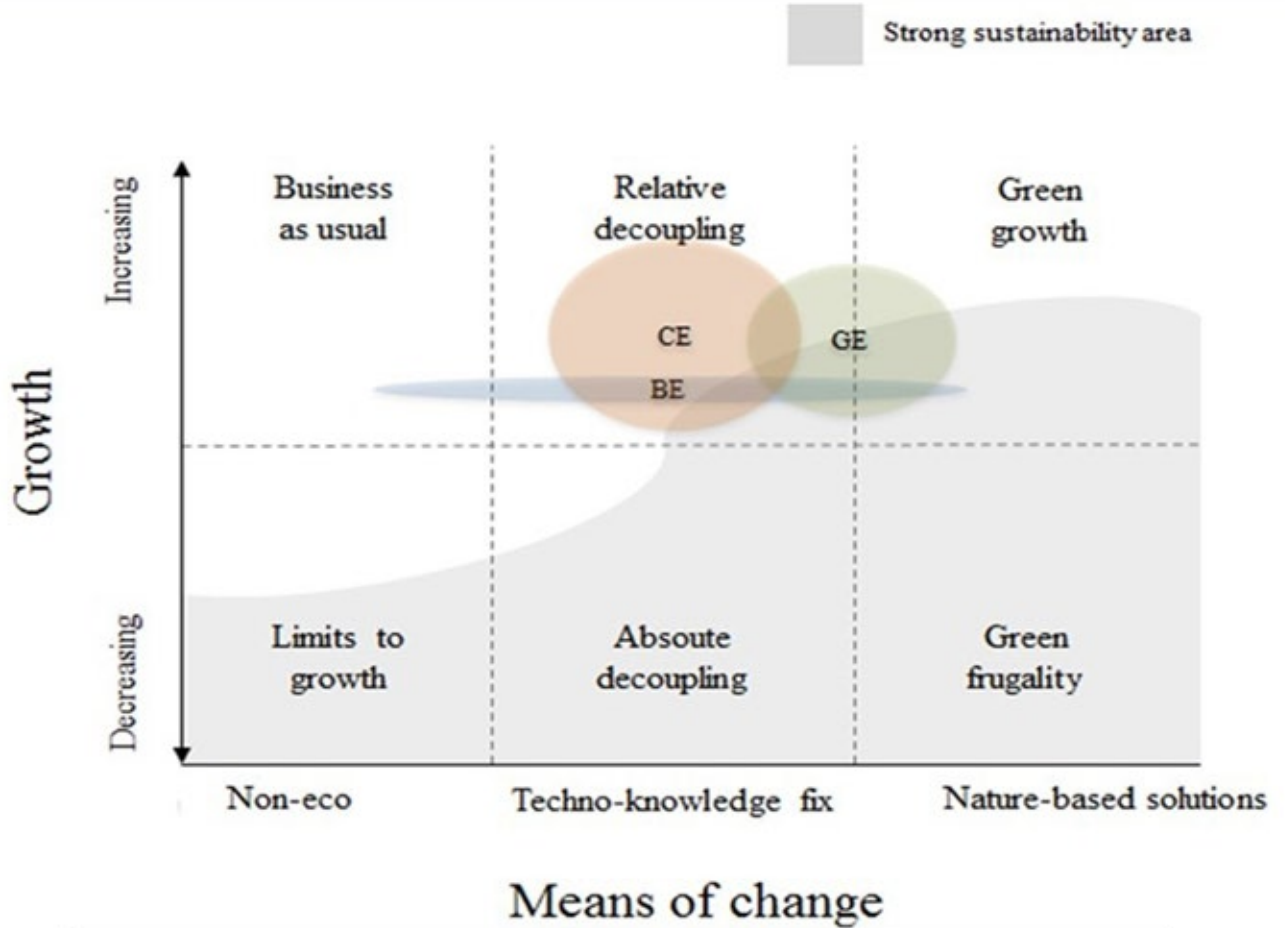 Strong sustainability area
Increasing
Growth
Decreasing
Business
as usual
Relative
decoupling
Green
growth
CE
GE
BE
Limits to
growth
Absoute
decoupling
Green
frugality
Non-eco
Techno-knowledge fix
Nature-based solutions
Means of change